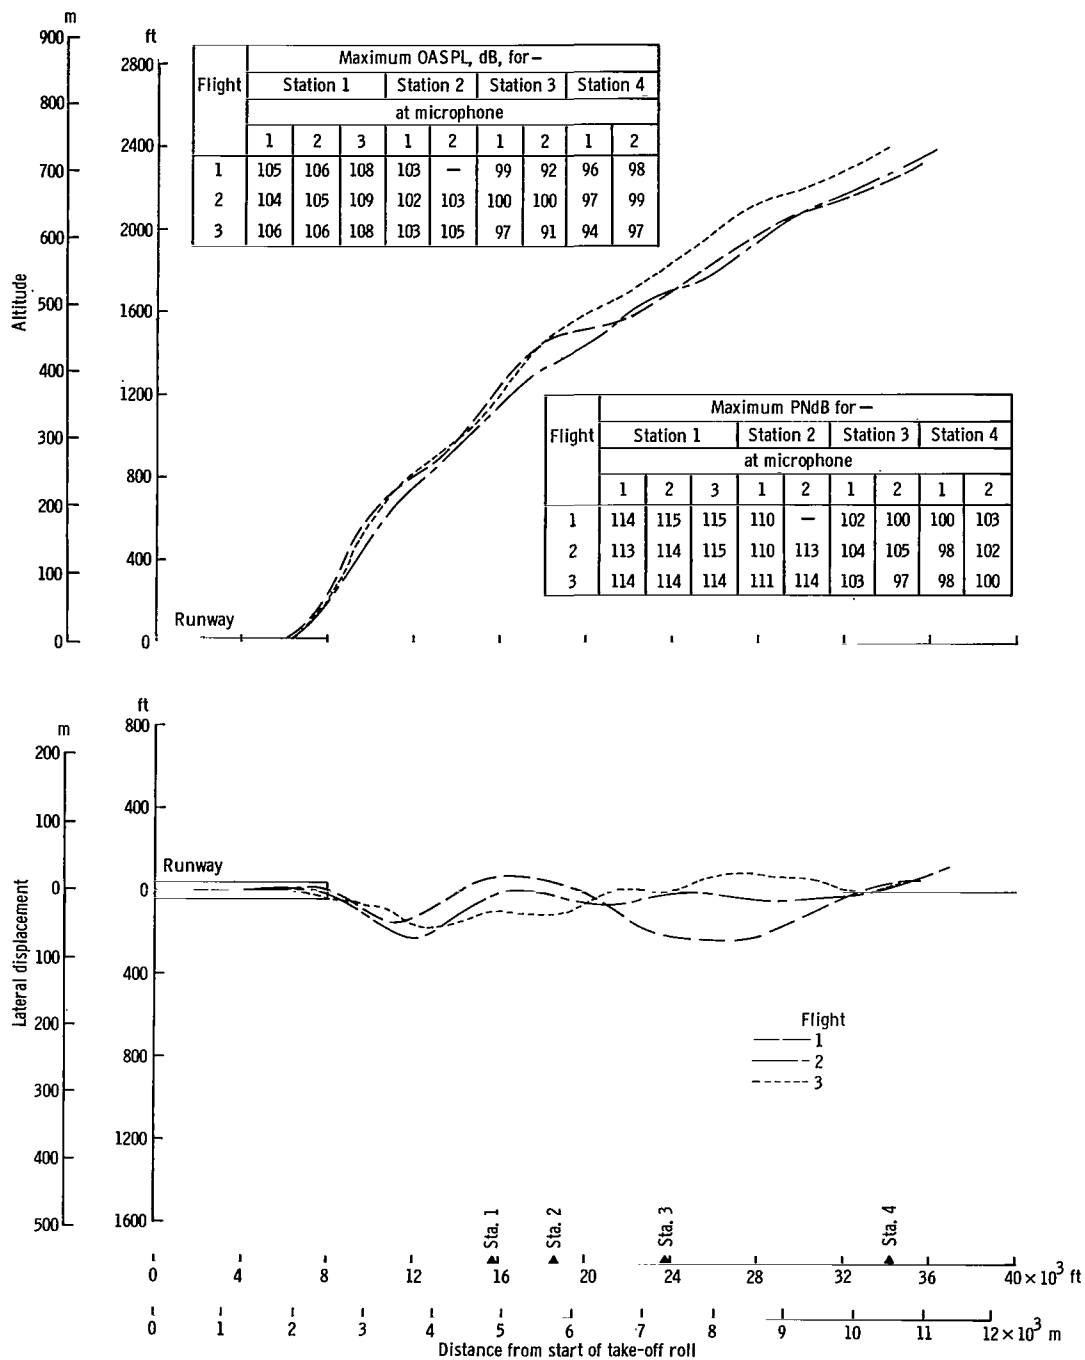 m
ft
900
800
700
600
500
400
300
200
100
0
Altitude
2800
2400
2000
1600
1200
800
400
0
Runway
Maximum OASPL, dB, for—
Flight Station 1 Station 2 Station 3 Station 4
at microphone
1 2 3 1 2 1 2 1 2
1 105 106 108 103 — 99 92 96 98
2 104 105 109 102 103 100 100 97 99
3 106 106 108 103 105 97 91 94 97
Maximum PNdB for—
Flight Station 1 Station 2 Station 3 Station 4
at microphone
1 2 3 1 2 1 2 1 2
1 114 115 115 110 — 102 100 100 103
2 113 114 115 110 113 104 105 98 102
3 114 114 114 111 114 103 97 98 100
ft
m
200
100
0
100
200
300
400
500
Lateral displacement
800
400
0
400
800
1200
1600
Runway
Flight
1
2
3
Sta. 1
Sta. 2
Sta. 3
Sta. 4
0 4 8 12 16 20 24 28 32 36 40 × 10³ ft
0 1 2 3 4 5 6 7 8 9 10 11 12 × 10³ m
Distance from start of take-off roll